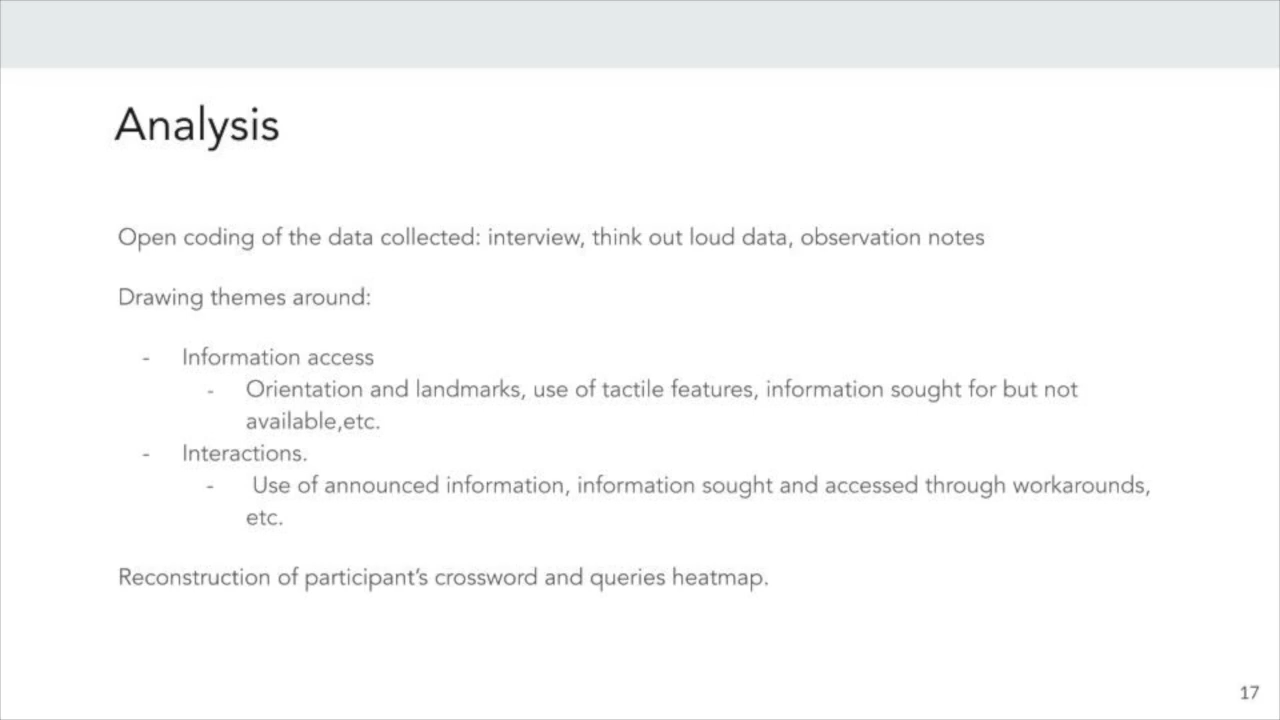 Analysis
Open coding of the data collected: interview, think out loud data, observation notes
Drawing themes around:
- Information access
- Orientation and landmarks, use of tactile features, information sought for but not
available,etc.
- Interactions.
- Use of announced information, information sought and accessed through workarounds,
etc.
Reconstruction of participant’s crossword and queries heatmap.
17